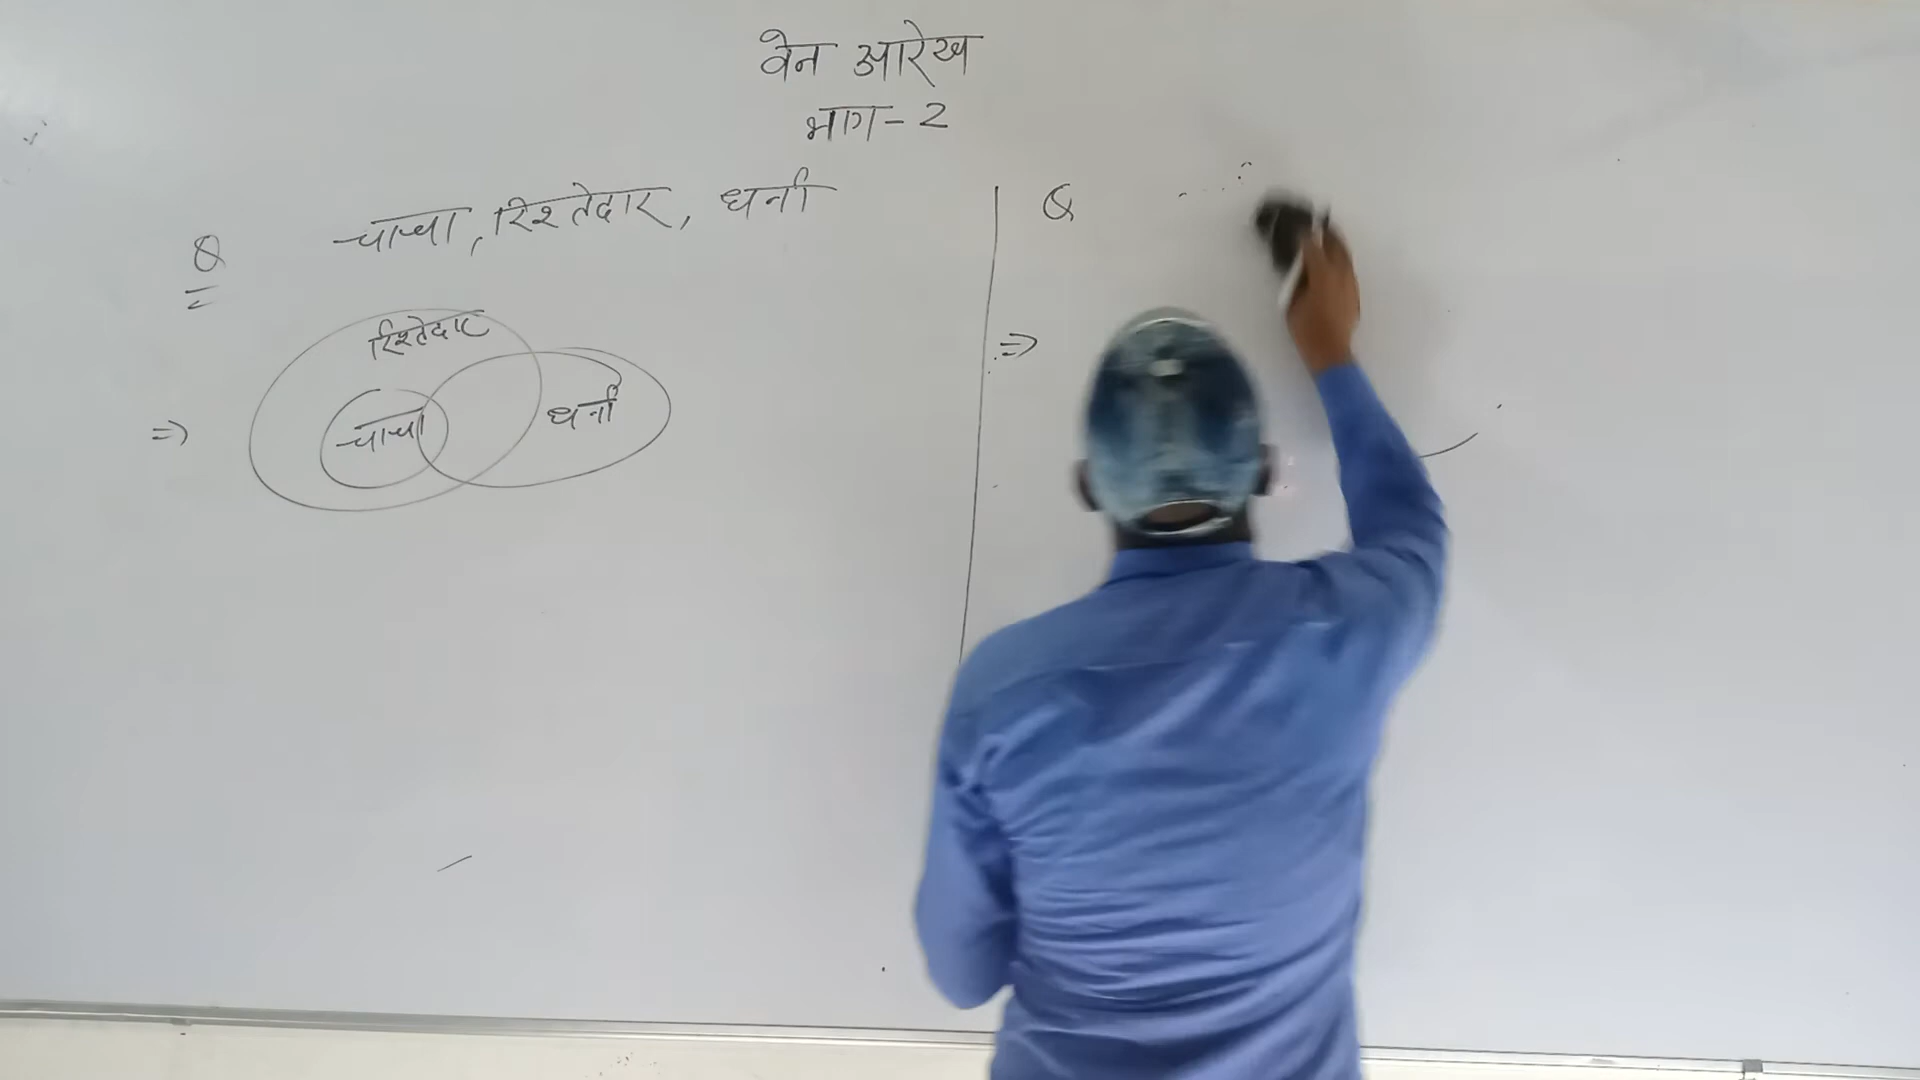 वेन आरेख
भाग-2
Q चाचा, रिश्तेदार, धनी
रिश्तेदार
=> चाचा धनी
Q
=>